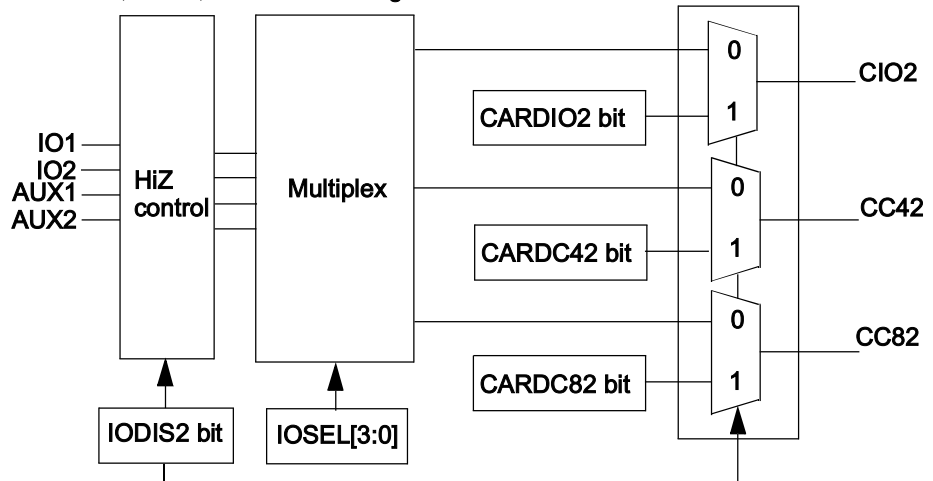 0
CIO2
CARDIO2 bit
1
IO1
IO2
AUX1
AUX2
HiZ
control
Multiplex
0
CC42
CARDC42 bit
1
0
CC82
CARDC82 bit
1
IODIS2 bit
IOSEL[3:0]